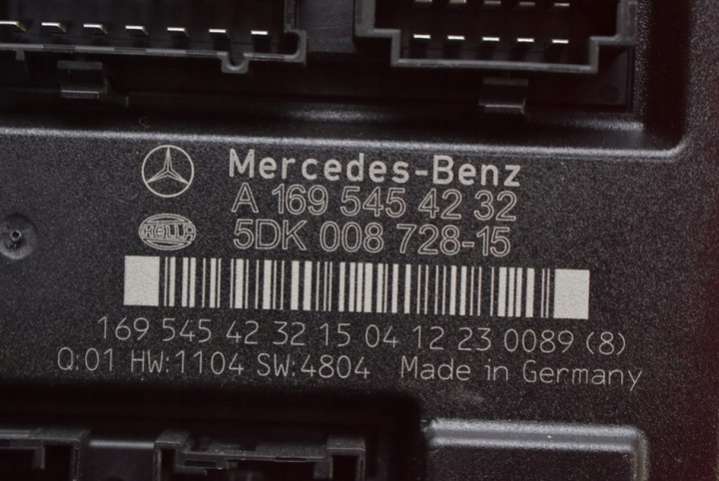 Mercedes-Benz
A 169 545 42 32
HELLA
5DK 008 728-15
169 545 42 32 15 04 12 23 0089 (8)
Q:01 HW:1104 SW:4804 Made in Germany